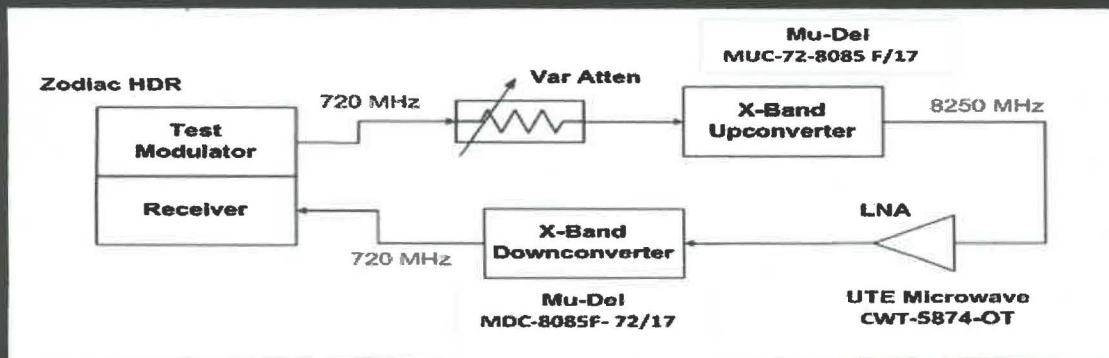 Mu-Del
MUC-72-8085 F/17
Zodiac HDR
Var Atten
720 MHz
8250 MHz
Test
Modulator
X-Band
Upconverter
Receiver
LNA
X-Band
Downconverter
720 MHz
Mu-Del
MDC-8085F- 72/17
UTE Microwave
CWT-5874-OT